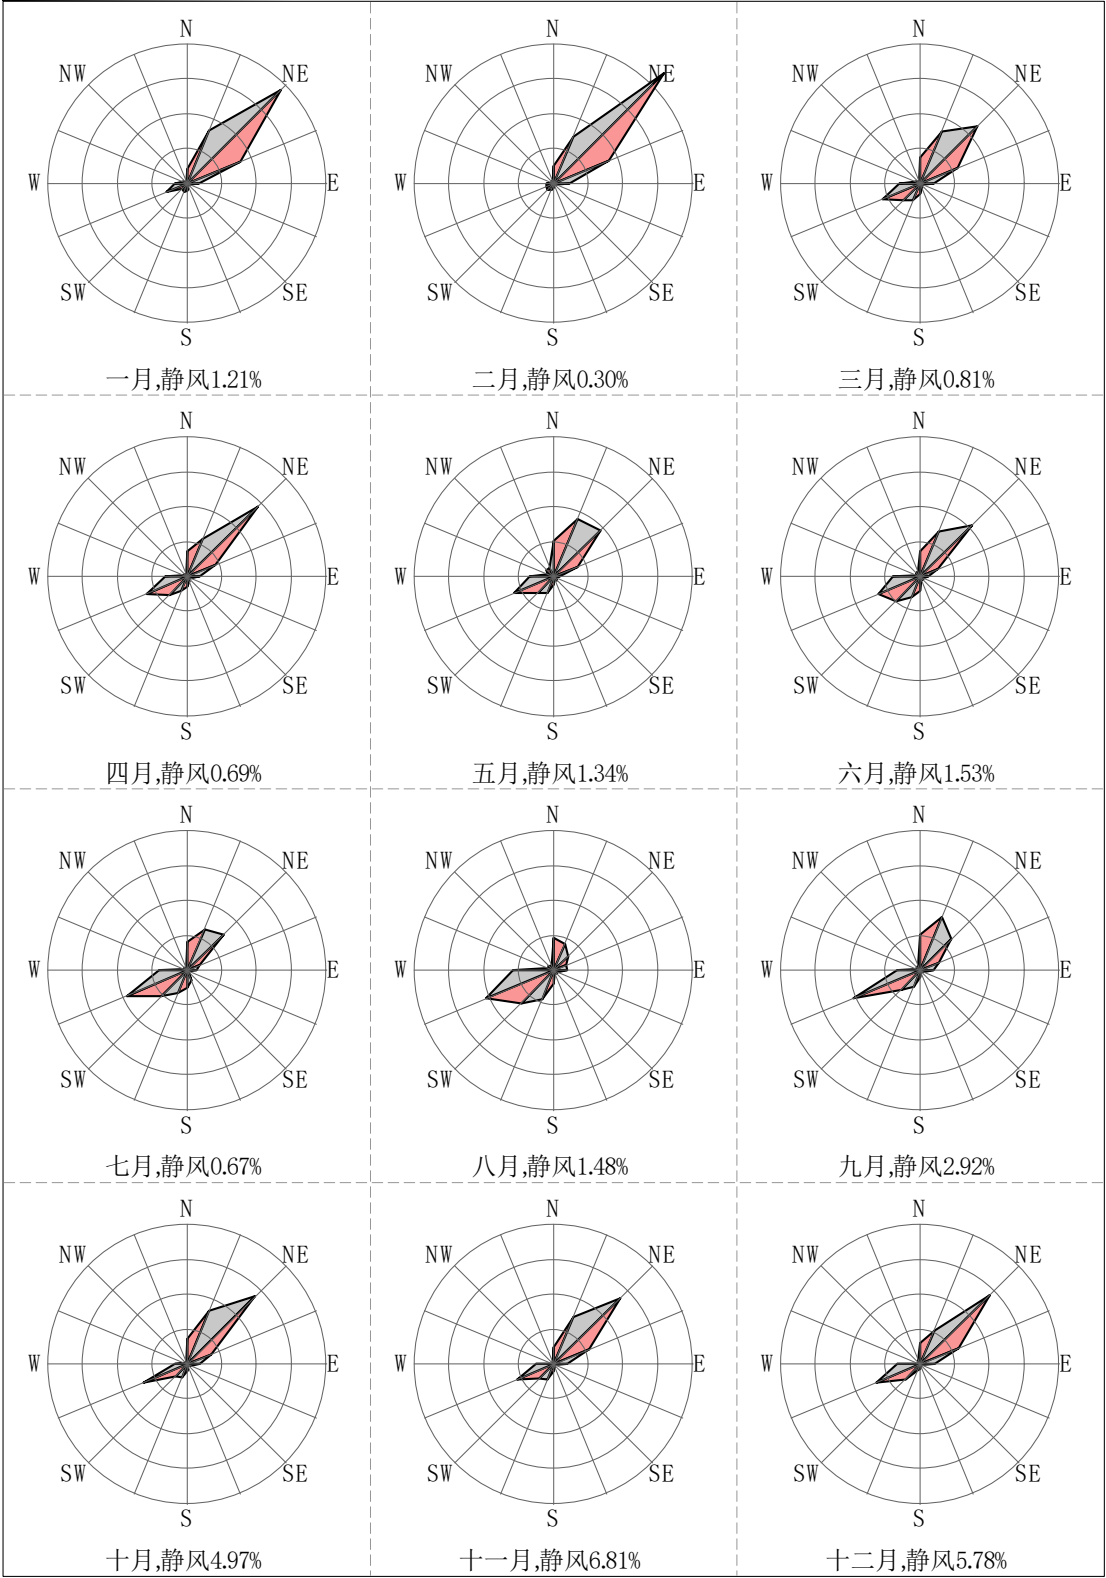 N
NW NE
W E
SW SE
S
一月,静风1.21%
N
NW NE
W E
SW SE
S
二月,静风0.30%
N
NW NE
W E
SW SE
S
三月,静风0.81%
N
NW NE
W E
SW SE
S
四月,静风0.69%
N
NW NE
W E
SW SE
S
五月,静风1.34%
N
NW NE
W E
SW SE
S
六月,静风1.53%
N
NW NE
W E
SW SE
S
七月,静风0.67%
N
NW NE
W E
SW SE
S
八月,静风1.48%
N
NW NE
W E
SW SE
S
九月,静风2.92%
N
NW NE
W E
SW SE
S
十月,静风4.97%
N
NW NE
W E
SW SE
S
十一月,静风6.81%
N
NW NE
W E
SW SE
S
十二月,静风5.78%